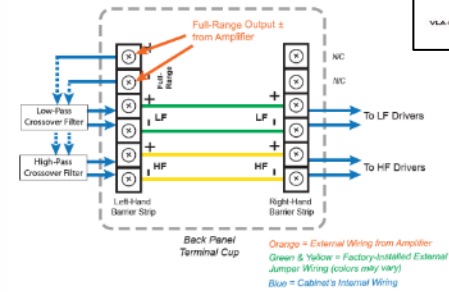 Full-Range Output ±
from Amplifier
VLA-
+
-
Full-
Range
N/C
N/C
+
+
LF
LF
-
-
To LF Drivers
Low-Pass
Crossover Filter
+
+
HF
HF
-
-
To HF Drivers
High-Pass
Crossover Filter
Left-Hand
Barrier Strip
Right-Hand
Barrier Strip
Back Panel
Terminal Cup
Orange = External Wiring from Amplifier
Green & Yellow = Factory-Installed External
Jumper Wiring (colors may vary)
Blue = Cabinet's Internal Wiring